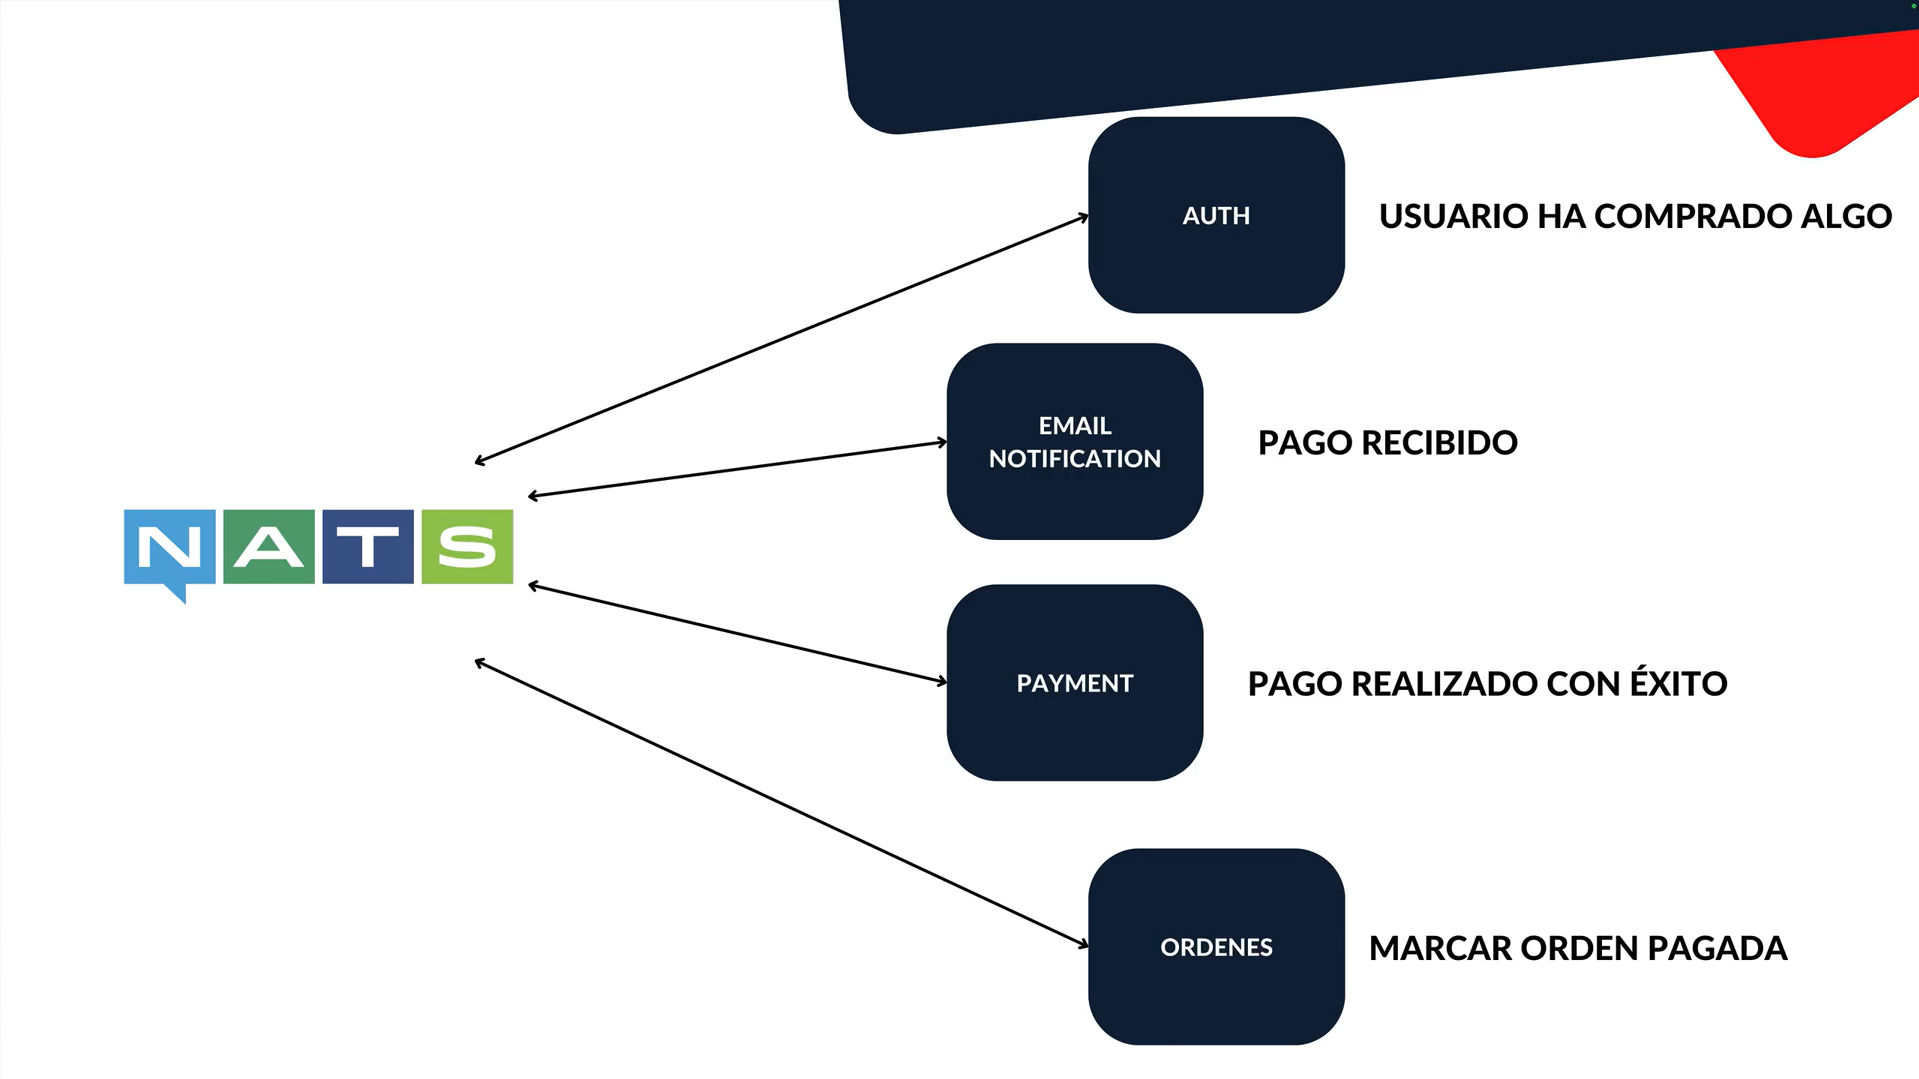 AUTH
USUARIO HA COMPRADO ALGO
EMAIL
NOTIFICATION
PAGO RECIBIDO
NATS
PAYMENT
PAGO REALIZADO CON ÉXITO
ORDENES
MARCAR ORDEN PAGADA